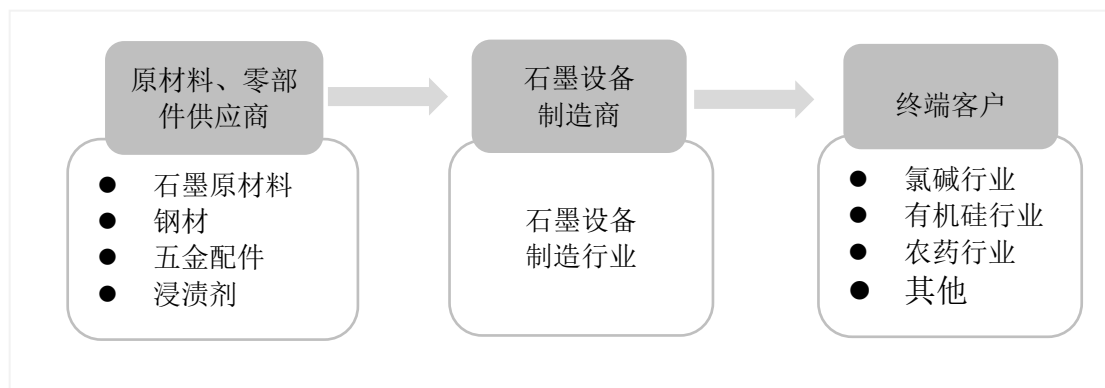 原材料、零部
件供应商
石墨原材料
钢材
五金配件
浸渍剂
石墨设备
制造商
石墨设备
制造行业
终端客户
氯碱行业
有机硅行业
农药行业
其他